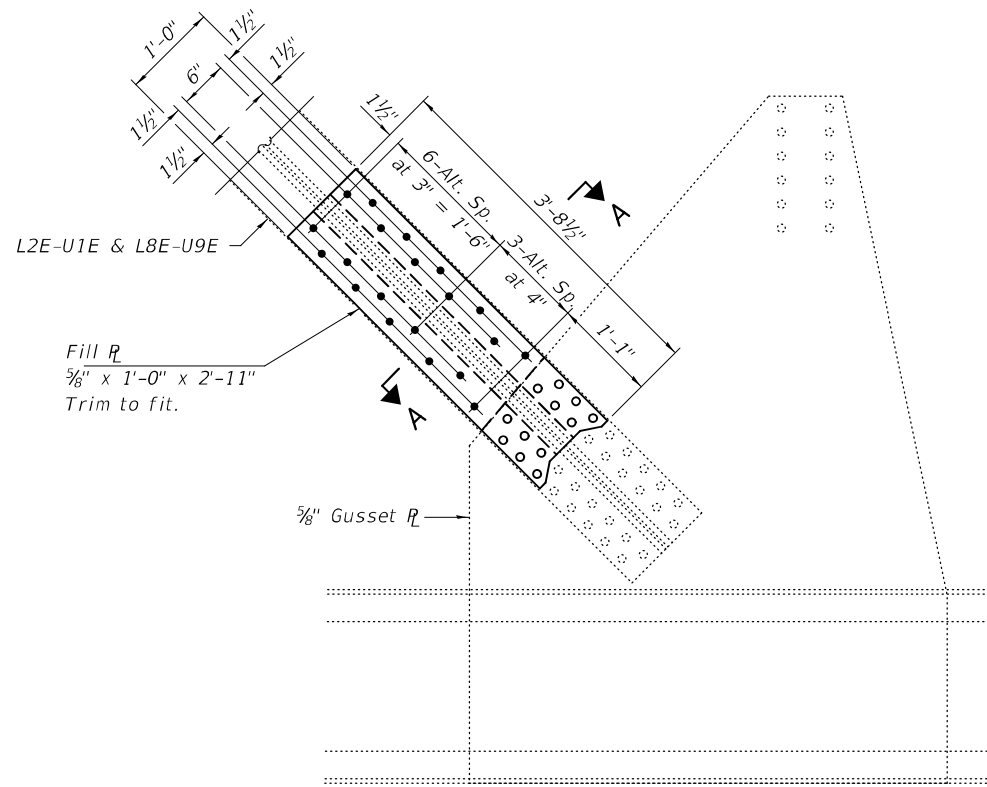 1'-0"
1½"
6"
1½"
1½"
1½"
1½"
6-Alt. Sp.
at 3" = 1'-6"
3'-8½"
A
3-Alt. Sp.
at 4"
1'-1"
L2E-U1E & L8E-U9E
Fill PL
⅝" x 1'-0" x 2'-11"
Trim to fit.
A
⅝" Gusset PL